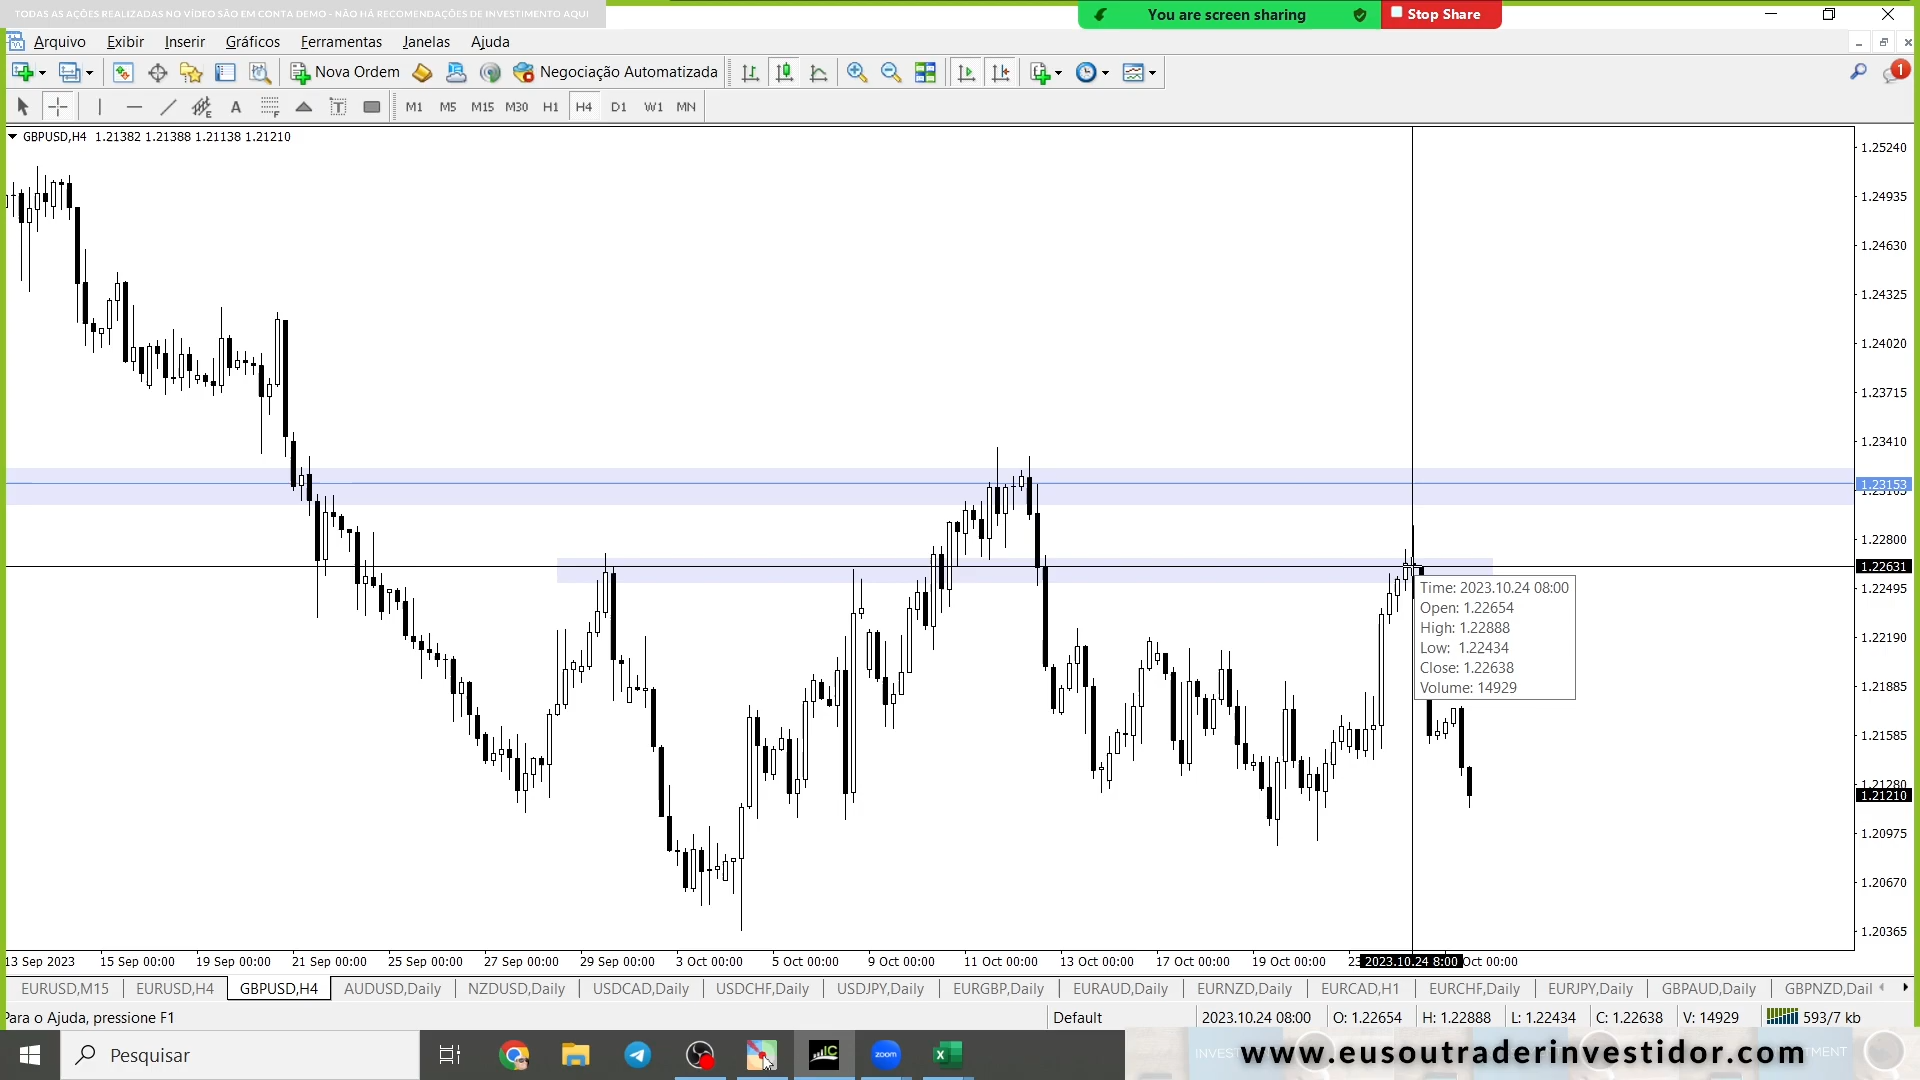 TODAS AS AÇÕES REALIZADAS NO VÍDEO SÃO EM CONTA DEMO - NÃO HÁ RECOMENDAÇÕES DE INVESTIMENTO AQUI
You are screen sharing
Stop Share
Arquivo Exibir Inserir Gráficos Ferramentas Janelas Ajuda
Nova Ordem Negociação Automatizada
1
A T E F
M1 M5 M15 M30 H1 H4 D1 W1 MN
GBPUSD,H4 1.21382 1.21388 1.21138 1.21210
1.25240
1.24935
1.24630
1.24325
1.24020
1.23715
1.23410
1.23153
1.23105
1.22800
1.22631
1.22495
1.22190
1.21885
1.21585
1.21280
1.21210
1.20975
1.20670
1.20365
Time: 2023.10.24 08:00
Open: 1.22654
High: 1.22888
Low: 1.22434
Close: 1.22638
Volume: 14929
13 Sep 2023 15 Sep 00:00 19 Sep 00:00 21 Sep 00:00 25 Sep 00:00 27 Sep 00:00 29 Sep 00:00 3 Oct 00:00 5 Oct 00:00 9 Oct 00:00 11 Oct 00:00 13 Oct 00:00 17 Oct 00:00 19 Oct 00:00 23 2023.10.24 8:00 Oct 00:00
EURUSD,M15 EURUSD,H4 GBPUSD,H4 AUDUSD,Daily NZDUSD,Daily USDCAD,Daily USDCHF,Daily USDJPY,Daily EURGBP,Daily EURAUD,Daily EURNZD,Daily EURCAD,H1 EURCHF,Daily EURJPY,Daily GBPAUD,Daily GBPNZD,Dail
Para o Ajuda, pressione F1 Default 2023.10.24 08:00 O: 1.22654 H: 1.22888 L: 1.22434 C: 1.22638 V: 14929 593/7 kb
Pesquisar
IC
zoom
www.eusoutraderinvestidor.com